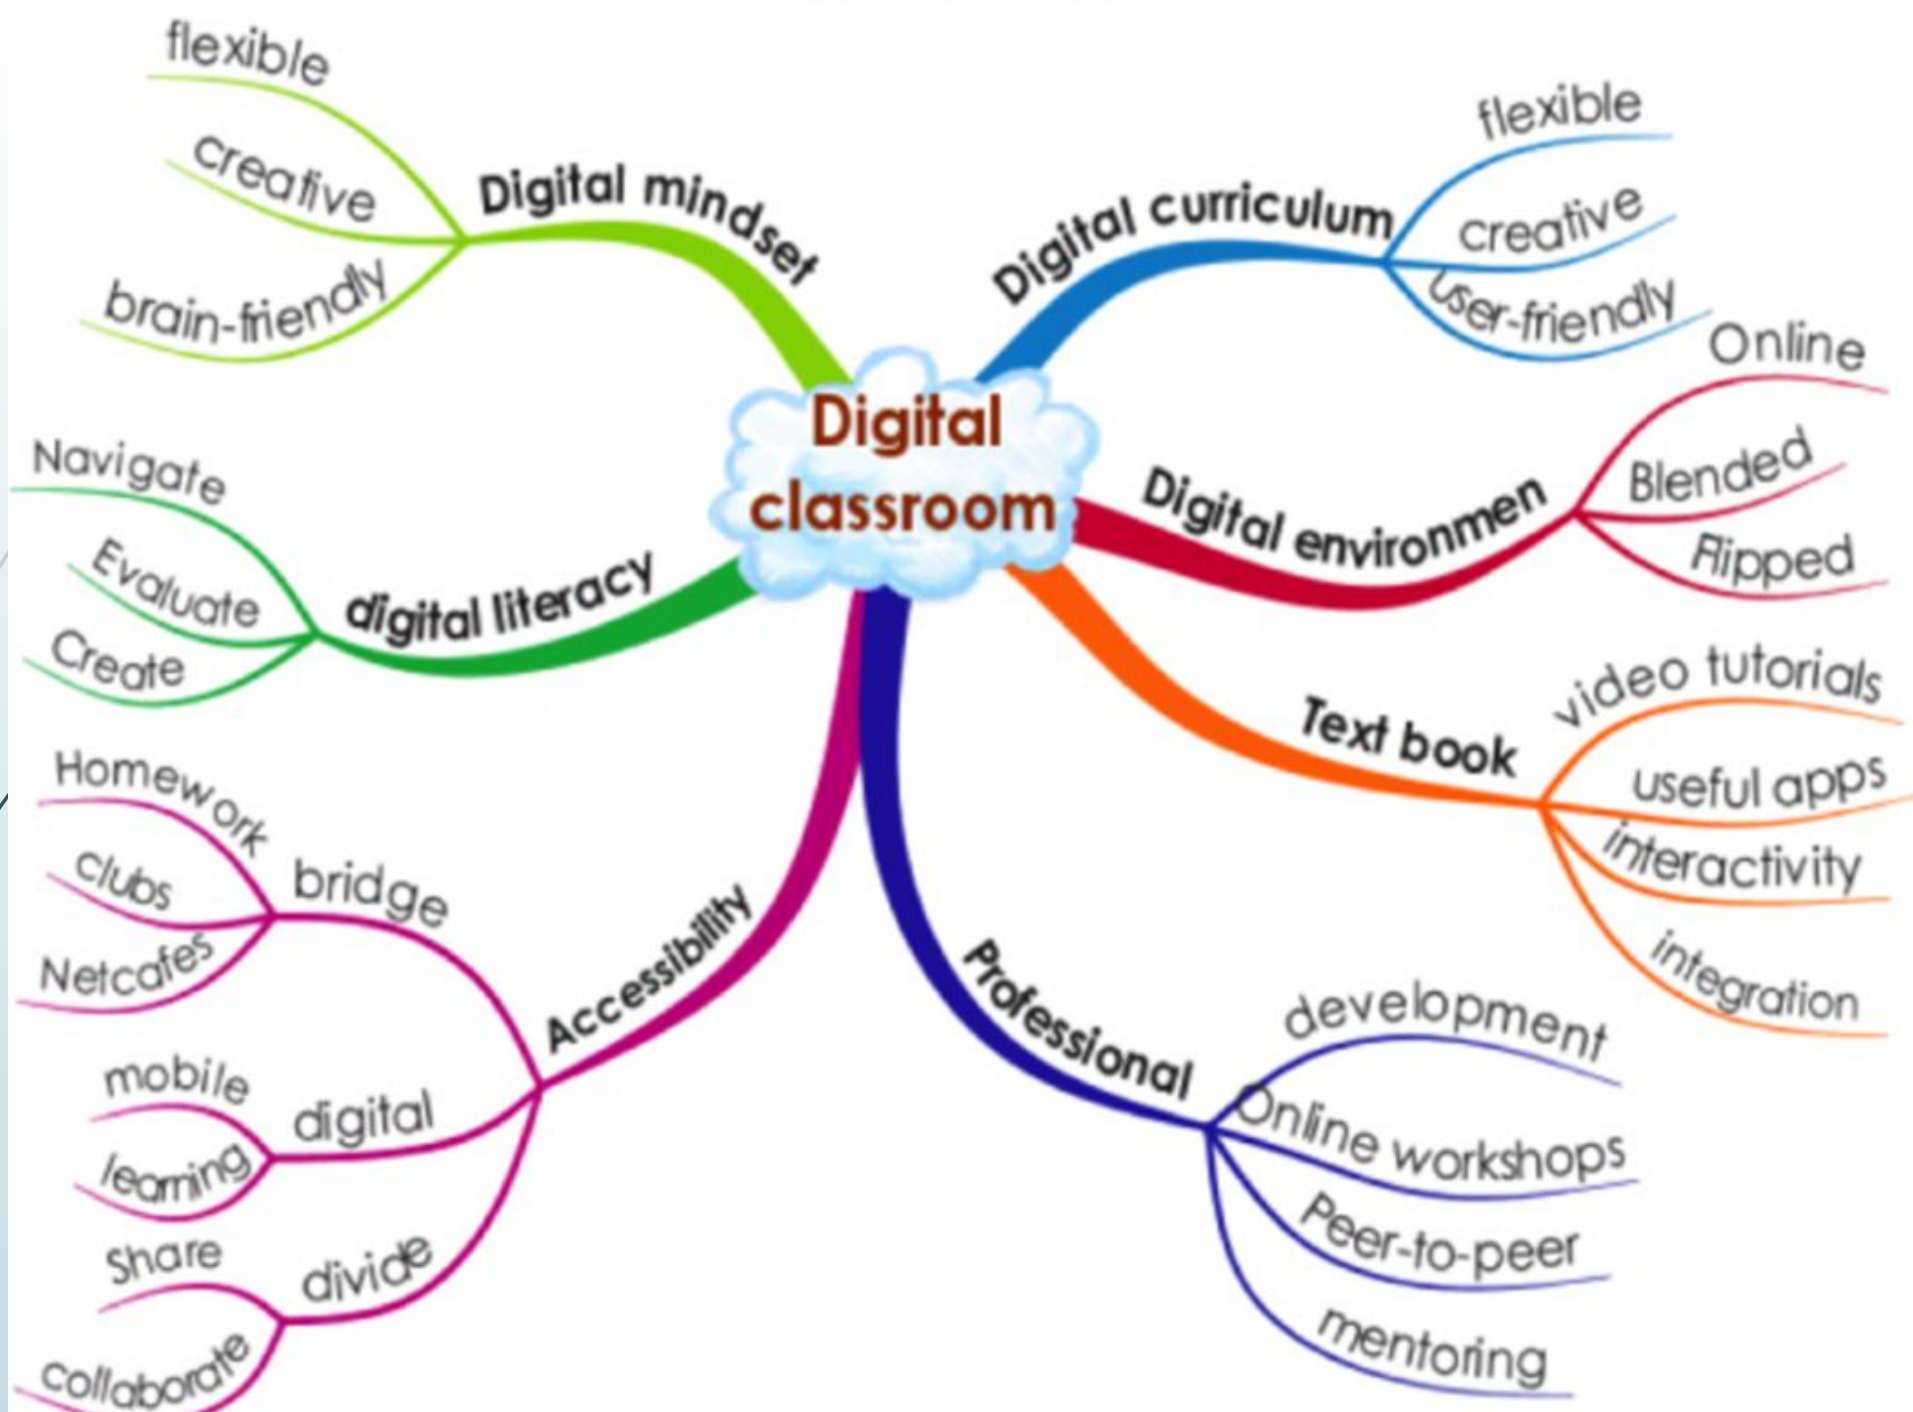 Digital
classroom
Digital mindset
flexible
creative
brain-friendly
Digital curriculum
flexible
creative
user-friendly
Digital environmen
Online
Blended
Flipped
Text book
video tutorials
useful apps
interactivity
integration
Professional
development
Online workshops
Peer-to-peer
mentoring
Accessibility
bridge
Homework
clubs
Netcafes
digital
mobile
learning
divide
Share
collaborate
digital literacy
Navigate
Evaluate
Create